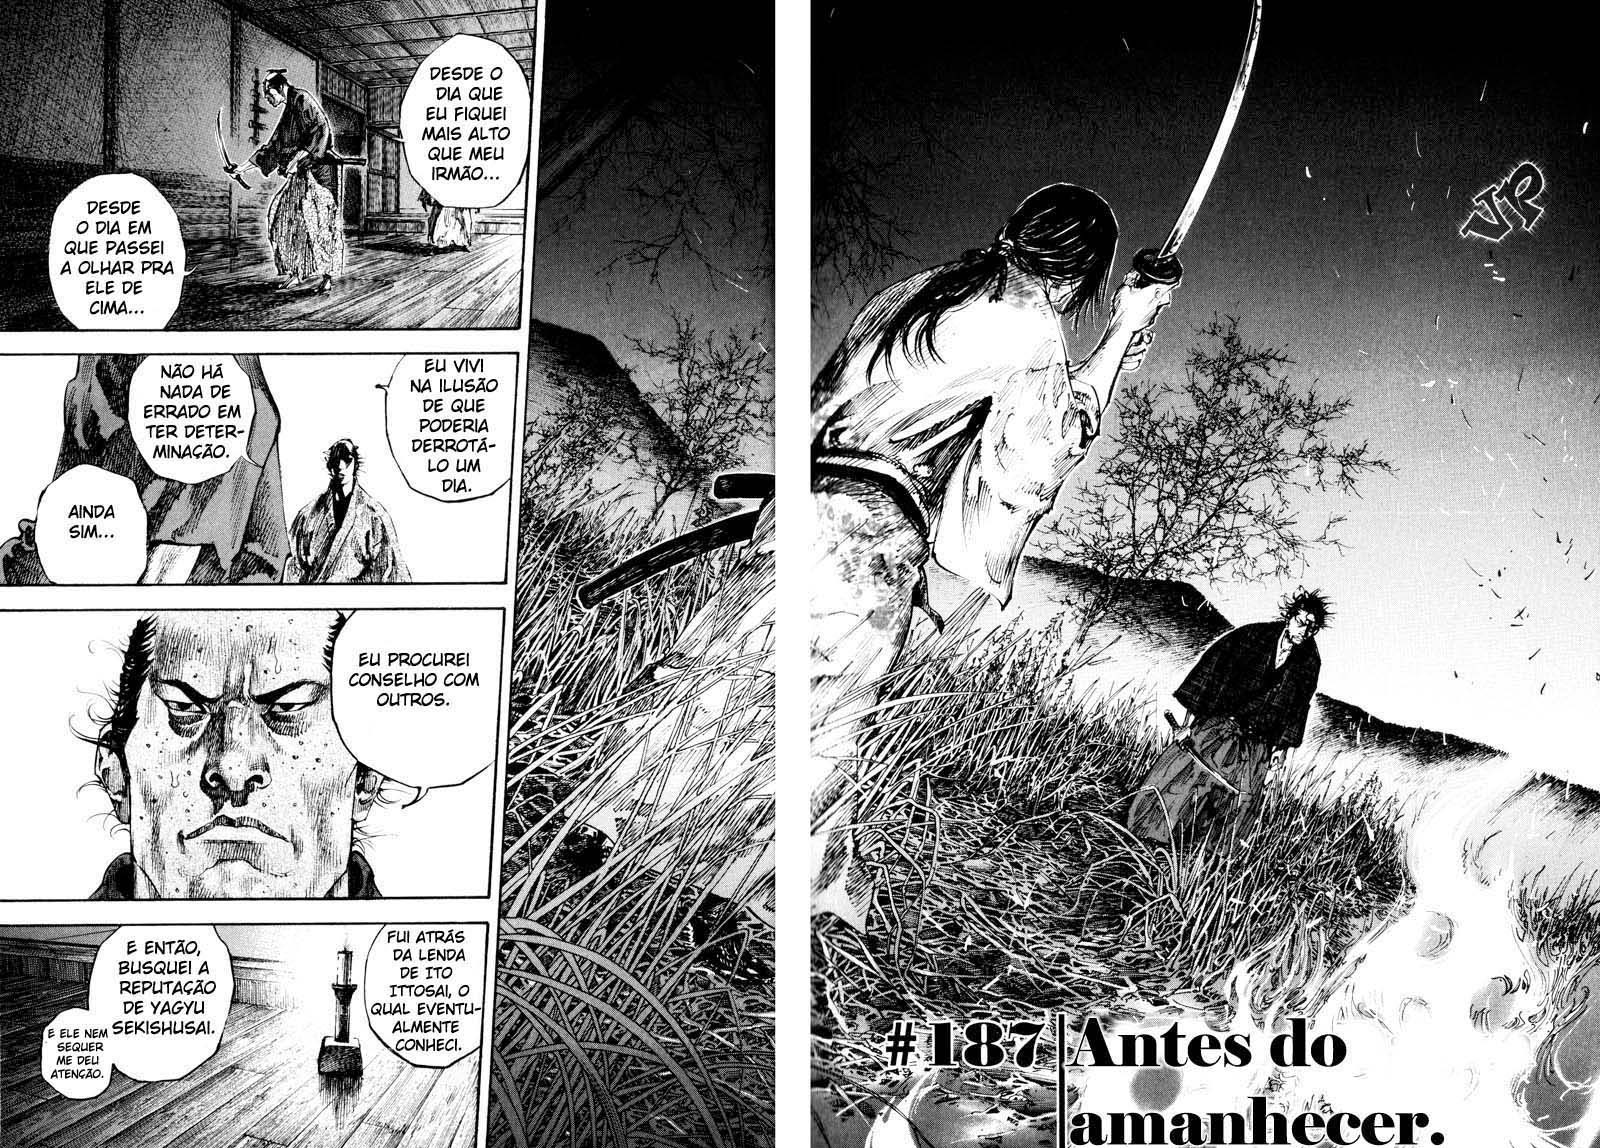 JR
#187
Antes do
amanhecer.
DESDE O
DIA QUE
EU FIQUEI
MAIS ALTO
QUE MEU
IRMÃO...
DESDE
O DIA EM
QUE PASSEI
A OLHAR PRA
ELE DE
CIMA...
EU VIVI
NA ILUSÃO
DE QUE
PODERIA
DERROTÁ-
LO UM
DIA.
NÃO HÁ
NADA DE
ERRADO EM
TER DETER-
MINAÇÃO.
AINDA
SIM...
EU PROCUREI
CONSELHO COM
OUTROS.
FUI ATRÁS
DA LENDA
DE ITO
ITTOSAI, O
QUAL EVENTU-
ALMENTE
CONHECI.
E ENTÃO,
BUSQUEI A
REPUTAÇÃO
DE YAGYU
SEKISHUSAI.
E ELE NEM
SEQUER
ME DEU
ATENÇÃO.